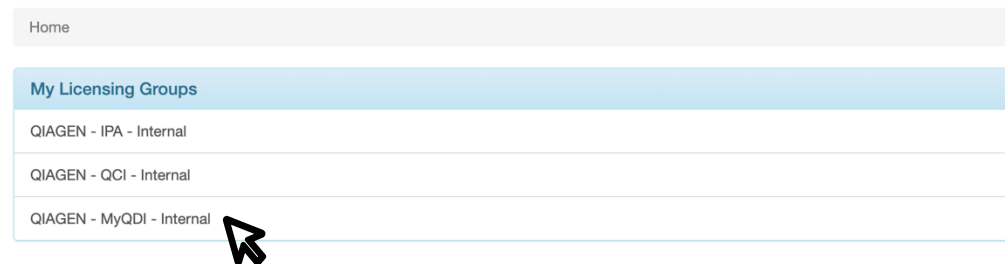 Home
My Licensing Groups
QIAGEN - IPA - Internal
QIAGEN - QCI - Internal
QIAGEN - MyQDI - Internal